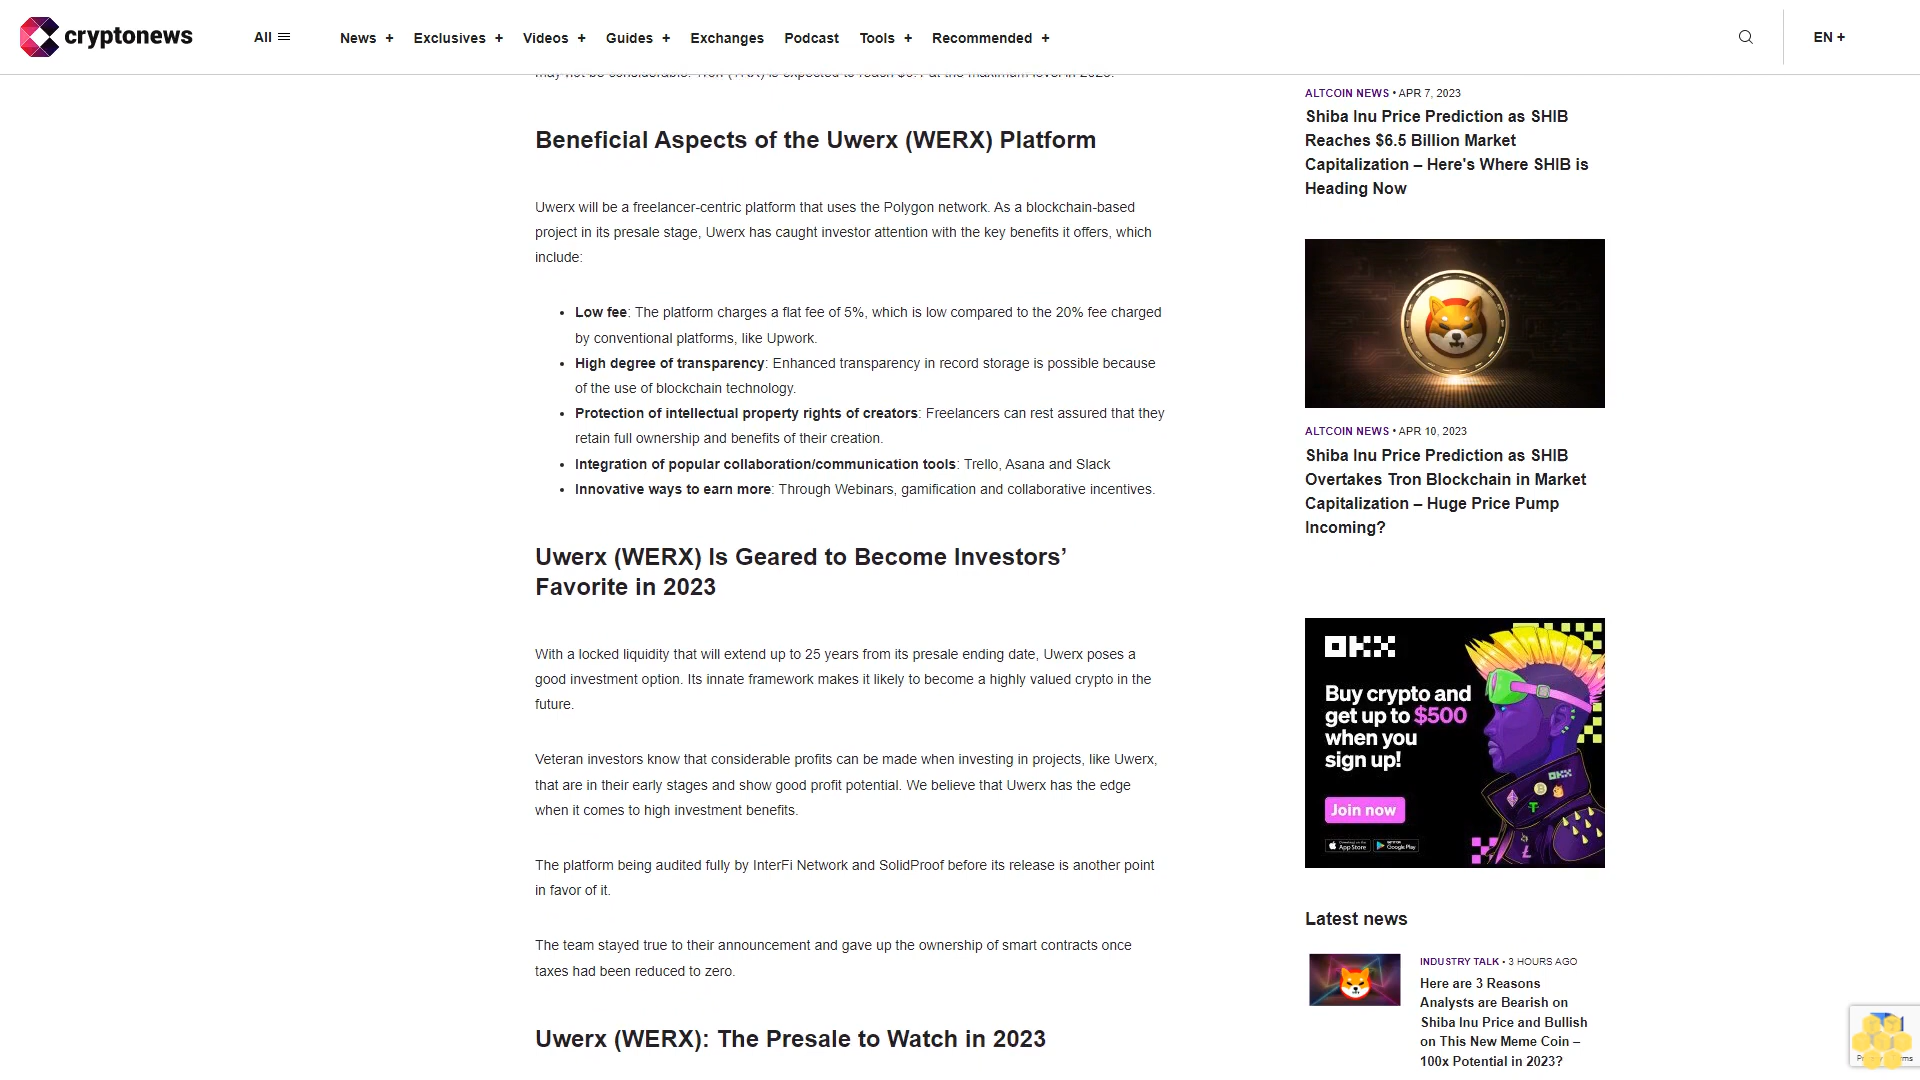 cryptonews
All
News +
Exclusives +
Videos +
Guides +
Exchanges
Podcast
Tools +
Recommended +
EN +
Beneficial Aspects of the Uwerx (WERX) Platform
Uwerx will be a freelancer-centric platform that uses the Polygon network. As a blockchain-based
project in its presale stage, Uwerx has caught investor attention with the key benefits it offers, which
include:
• Low fee: The platform charges a flat fee of 5%, which is low compared to the 20% fee charged
by conventional platforms, like Upwork.
• High degree of transparency: Enhanced transparency in record storage is possible because
of the use of blockchain technology.
• Protection of intellectual property rights of creators: Freelancers can rest assured that they
retain full ownership and benefits of their creation.
• Integration of popular collaboration/communication tools: Trello, Asana and Slack
• Innovative ways to earn more: Through Webinars, gamification and collaborative incentives.
Uwerx (WERX) Is Geared to Become Investors’
Favorite in 2023
With a locked liquidity that will extend up to 25 years from its presale ending date, Uwerx poses a
good investment option. Its innate framework makes it likely to become a highly valued crypto in the
future.
Veteran investors know that considerable profits can be made when investing in projects, like Uwerx,
that are in their early stages and show good profit potential. We believe that Uwerx has the edge
when it comes to high investment benefits.
The platform being audited fully by InterFi Network and SolidProof before its release is another point
in favor of it.
The team stayed true to their announcement and gave up the ownership of smart contracts once
taxes had been reduced to zero.
Uwerx (WERX): The Presale to Watch in 2023
ALTCOIN NEWS • APR 7, 2023
Shiba Inu Price Prediction as SHIB
Reaches $6.5 Billion Market
Capitalization – Here's Where SHIB is
Heading Now
ALTCOIN NEWS • APR 10, 2023
Shiba Inu Price Prediction as SHIB
Overtakes Tron Blockchain in Market
Capitalization – Huge Price Pump
Incoming?
OKX
Buy crypto and
get up to $500
when you
sign up!
Join now
App Store
Google Play
OKX
Latest news
INDUSTRY TALK • 3 HOURS AGO
Here are 3 Reasons
Analysts are Bearish on
Shiba Inu Price and Bullish
on This New Meme Coin –
100x Potential in 2023?